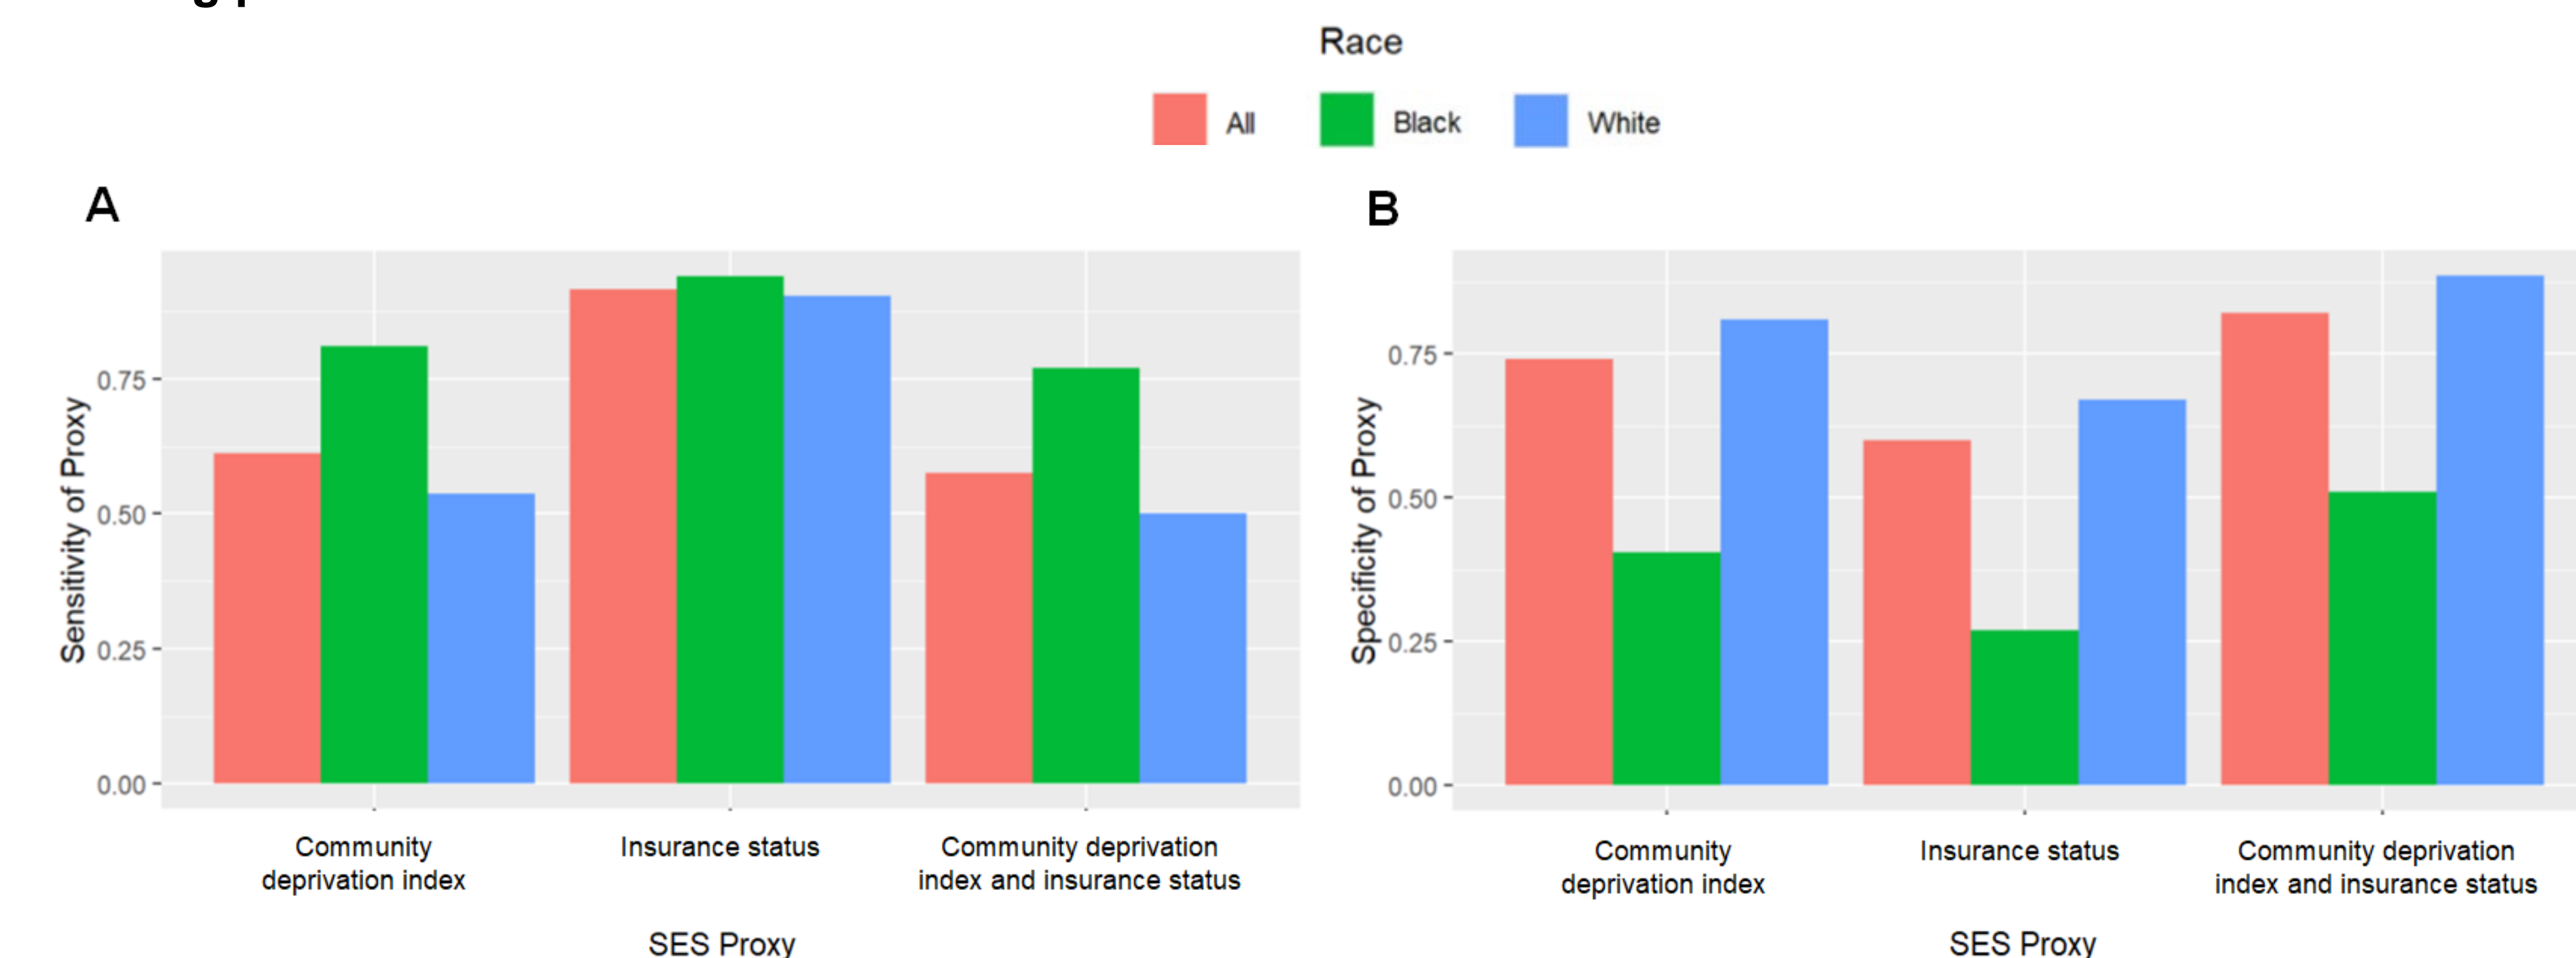 Race
All
Black
White
A
B
Sensitivity of Proxy
0.75
0.50
0.25
0.00
Community
deprivation index
Insurance status
Community deprivation
index and insurance status
SES Proxy
Specificity of Proxy
0.75
0.50
0.25
0.00
Community
deprivation index
Insurance status
Community deprivation
index and insurance status
SES Proxy